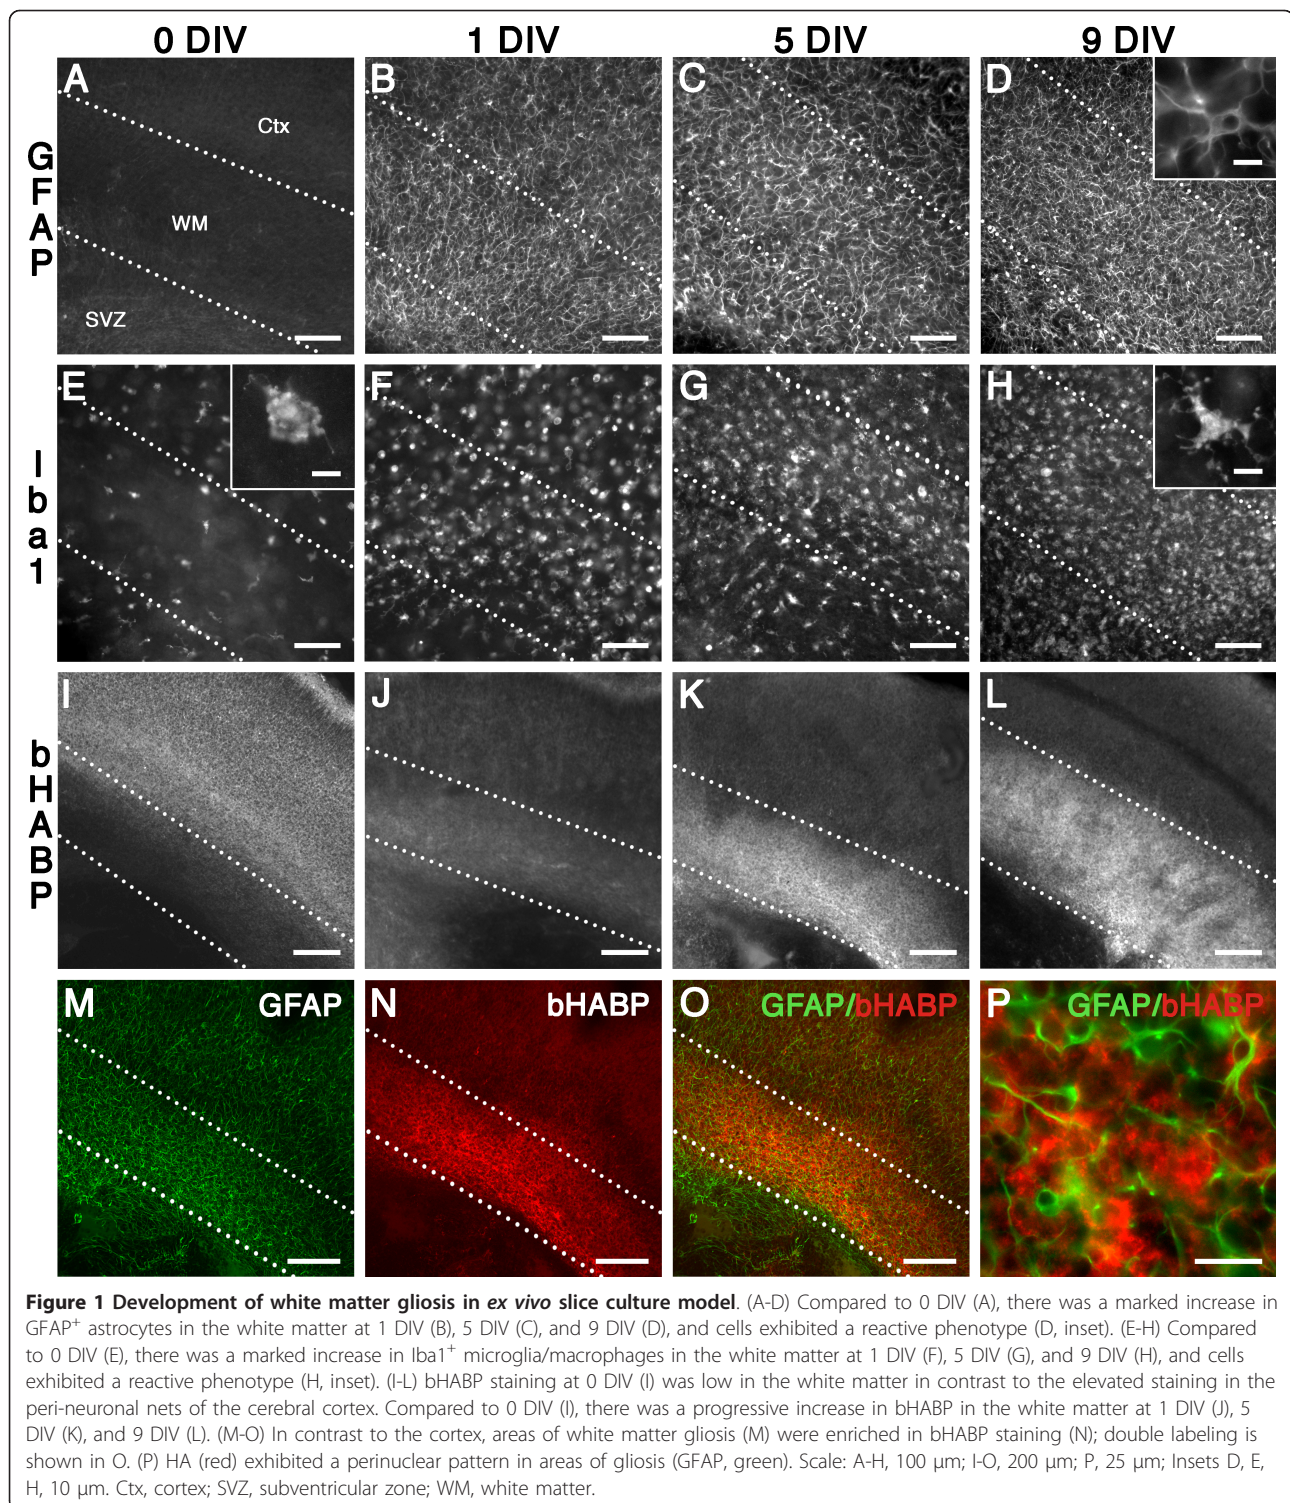 0 DIV 1 DIV 5 DIV 9 DIV
GFAP
A
Ctx
WM
SVZ
B
C
D
Iba1
E
F
G
H
bHABP
I
J
K
L
M GFAP
N bHABP
O GFAP/bHABP
P GFAP/bHABP
Figure 1 Development of white matter gliosis in ex vivo slice culture model. (A-D) Compared to 0 DIV (A), there was a marked increase in
GFAP⁺ astrocytes in the white matter at 1 DIV (B), 5 DIV (C), and 9 DIV (D), and cells exhibited a reactive phenotype (D, inset). (E-H) Compared
to 0 DIV (E), there was a marked increase in Iba1⁺ microglia/macrophages in the white matter at 1 DIV (F), 5 DIV (G), and 9 DIV (H), and cells
exhibited a reactive phenotype (H, inset). (I-L) bHABP staining at 0 DIV (I) was low in the white matter in contrast to the elevated staining in the
peri-neuronal nets of the cerebral cortex. Compared to 0 DIV (I), there was a progressive increase in bHABP in the white matter at 1 DIV (J), 5
DIV (K), and 9 DIV (L). (M-O) In contrast to the cortex, areas of white matter gliosis (M) were enriched in bHABP staining (N); double labeling is
shown in O. (P) HA (red) exhibited a perinuclear pattern in areas of gliosis (GFAP, green). Scale: A-H, 100 μm; I-O, 200 μm; P, 25 μm; Insets D, E,
H, 10 μm. Ctx, cortex; SVZ, subventricular zone; WM, white matter.